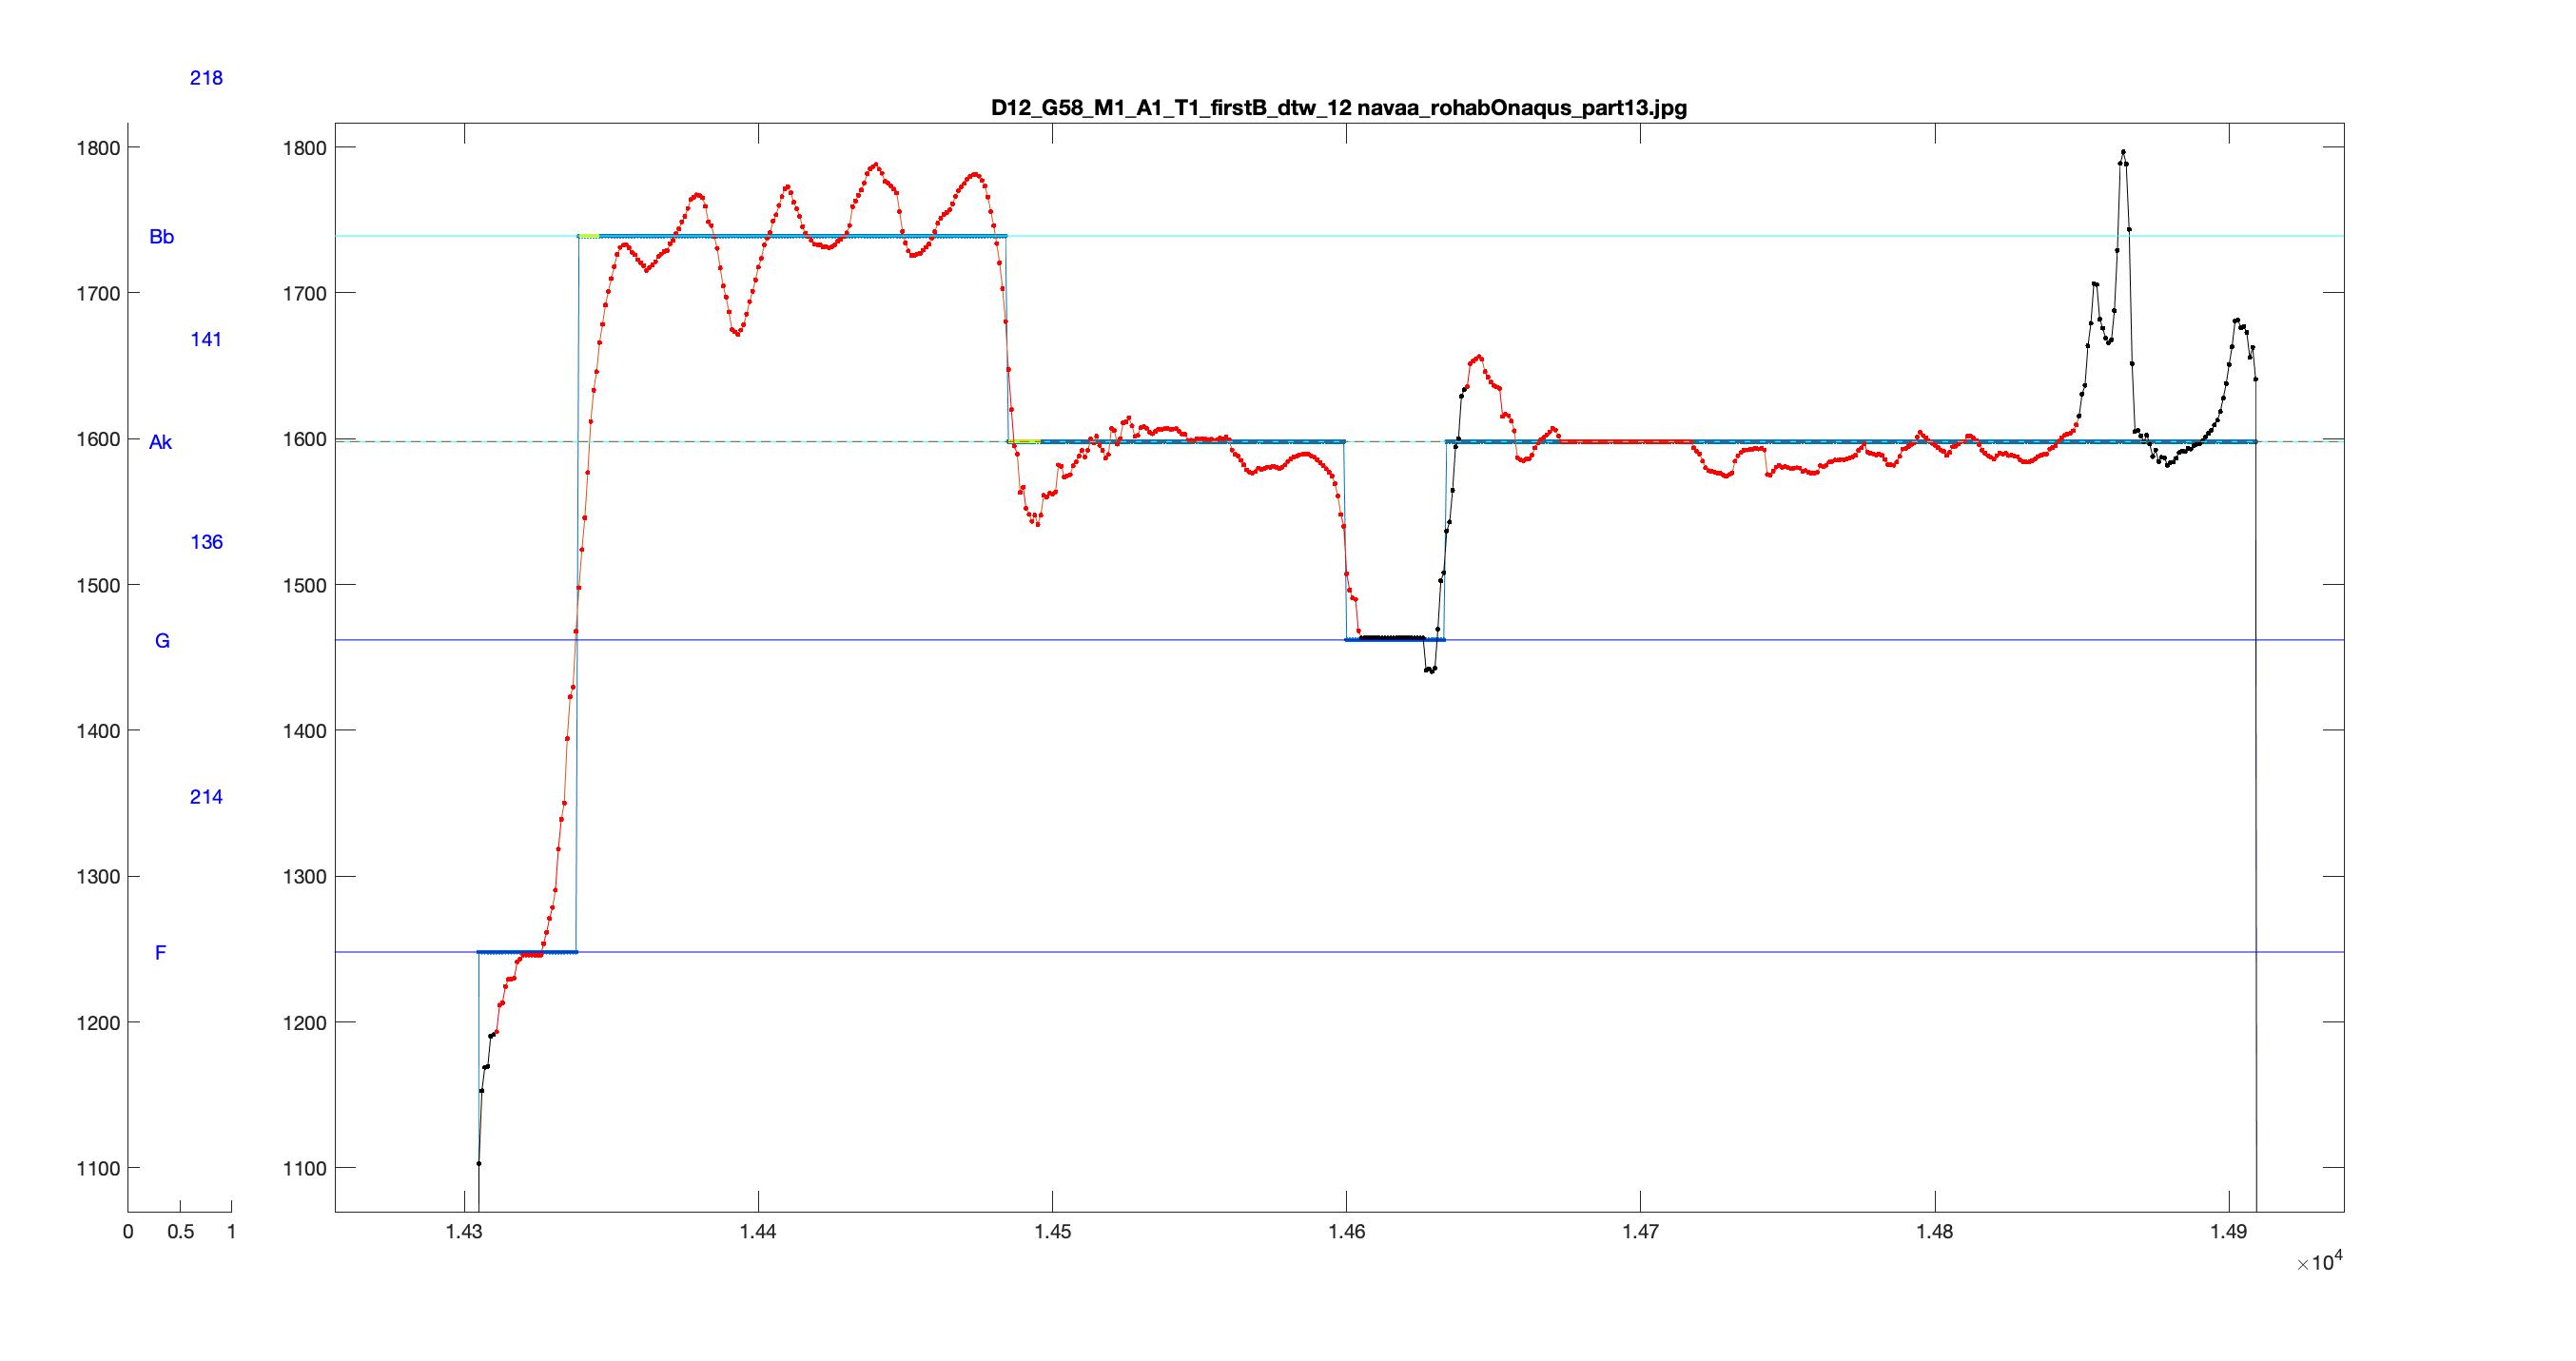 218
D12_G58_M1_A1_T1_firstB_dtw_12 navaa_rohabOnaqus_part13.jpg
1800 1800
Bb
1700 1700
141
1600 Ak 1600
136
1500 1500
G
1400 1400
214
1300 1300
F
1200 1200
1100 1100
0 0.5 1 1.43 1.44 1.45 1.46 1.47 1.48 1.49
×10^4